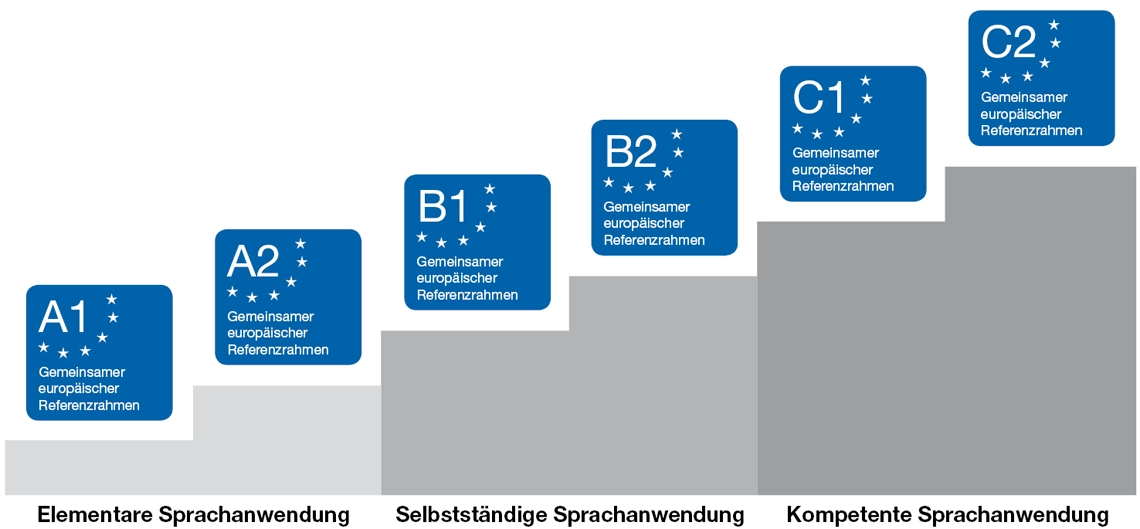 A1
Gemeinsamer
europäischer
Referenzrahmen
A2
Gemeinsamer
europäischer
Referenzrahmen
B1
Gemeinsamer
europäischer
Referenzrahmen
B2
Gemeinsamer
europäischer
Referenzrahmen
C1
Gemeinsamer
europäischer
Referenzrahmen
C2
Gemeinsamer
europäischer
Referenzrahmen
Elementare Sprachanwendung
Selbstständige Sprachanwendung
Kompetente Sprachanwendung